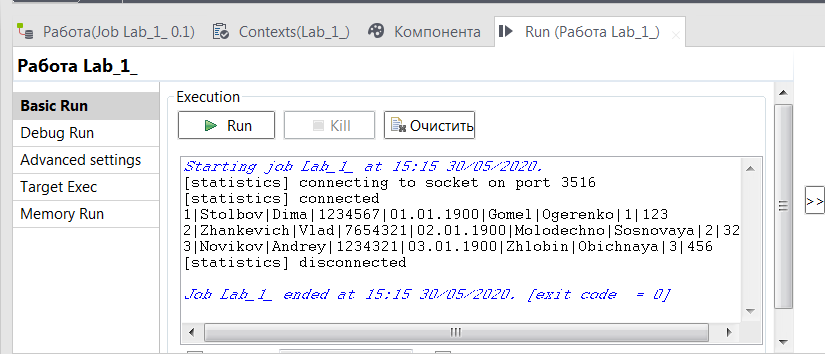 Работа(Job Lab_1_ 0.1) Contexts(Lab_1_) Компонента Run (Работа Lab_1_)
Работа Lab_1_
Basic Run
Debug Run
Advanced settings
Target Exec
Memory Run
Execution
Run Kill Очистить
Starting job Lab_1_ at 15:15 30/05/2020.
[statistics] connecting to socket on port 3516
[statistics] connected
1|Stolbov|Dima|1234567|01.01.1900|Gomel|Ogerenko|1|123
2|Zhankevich|Vlad|7654321|02.01.1900|Molodechno|Sosnovaya|2|32
3|Novikov|Andrey|1234321|03.01.1900|Zhlobin|Obichnaya|3|456
[statistics] disconnected
Job Lab_1_ ended at 15:15 30/05/2020. [exit code  = 0]
>>